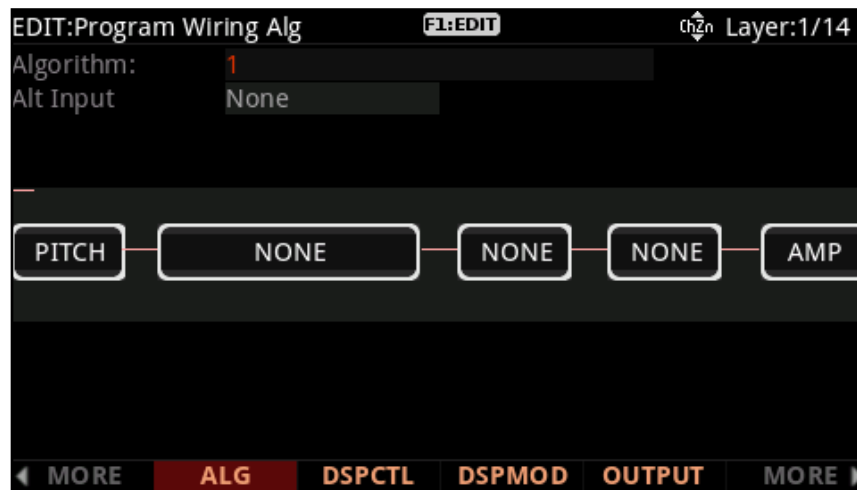 EDIT:Program Wiring Alg F1:EDIT ChZn Layer:1/14
Algorithm: 1
Alt Input None
PITCH NONE NONE NONE AMP
MORE ALG DSPCTL DSPMOD OUTPUT MORE